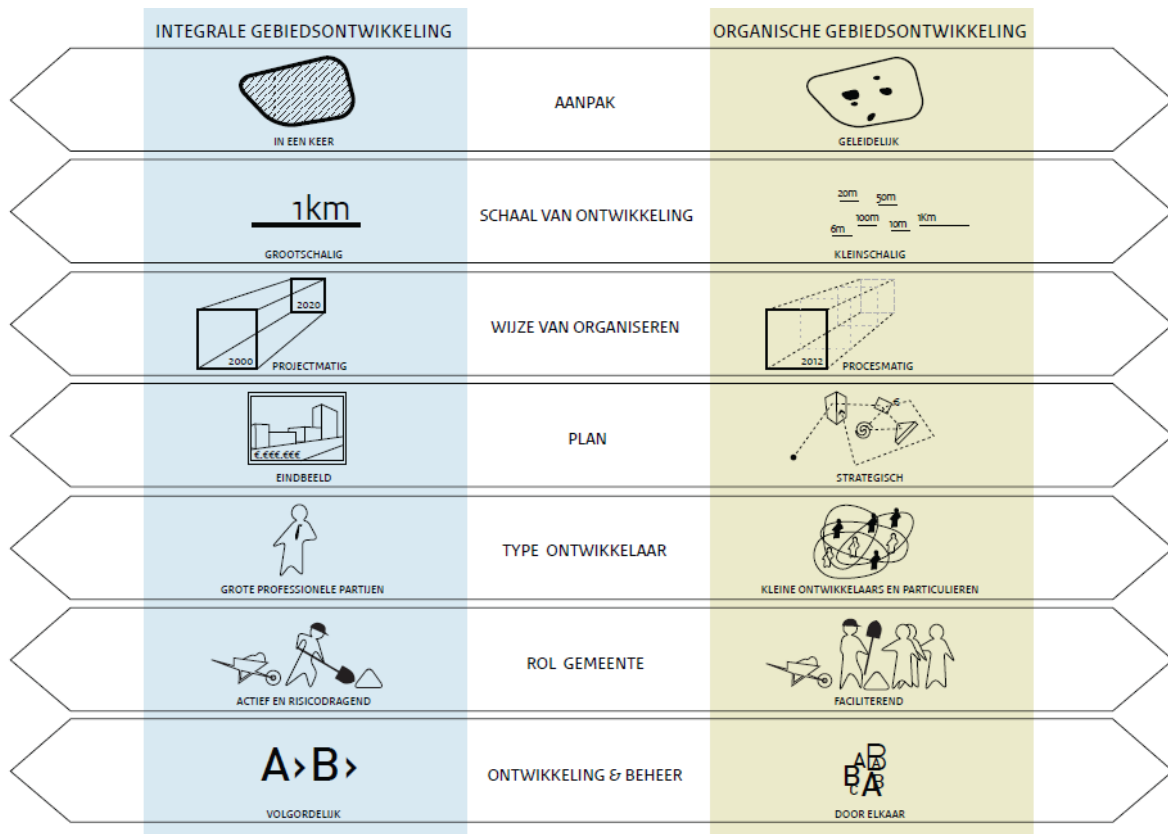 INTEGRALE GEBIEDSONTWIKKELING
ORGANISCHE GEBIEDSONTWIKKELING
IN EEN KEER
AANPAK
GELEIDELIJK
1km
GROOTSCHALIG
SCHAAL VAN ONTWIKKELING
20m
50m
6m
100m
10m
1Km
KLEINSCHALIG
2020
2000
PROJECTMATIG
WIJZE VAN ORGANISEREN
2012
PROCESMATIG
€.€€€.€€€
EINDBEELD
PLAN
€
STRATEGISCH
GROTE PROFESSIONELE PARTIJEN
TYPE ONTWIKKELAAR
KLEINE ONTWIKKELAARS EN PARTICULIEREN
ACTIEF EN RISICODRAGEND
ROL GEMEENTE
FACILITEREND
A›B›
VOLGORDELIJK
ONTWIKKELING & BEHEER
A B
A
B A B
C
DOOR ELKAAR